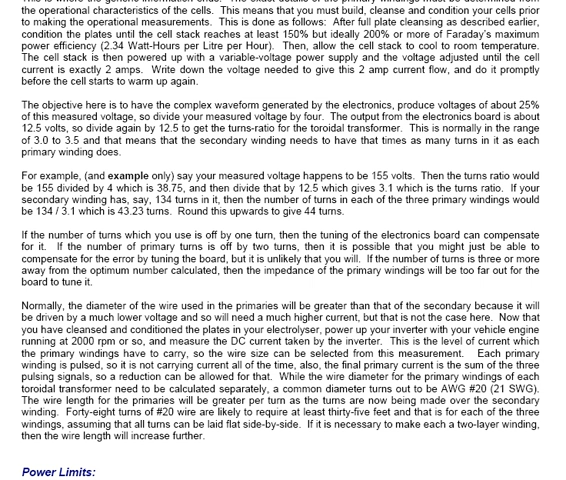 the operational characteristics of the cells. This means that you must build, cleanse and condition your cells prior
to making the operational measurements. This is done as follows: After full plate cleansing as described earlier,
condition the plates until the cell stack reaches at least 150% but ideally 200% or more of Faraday's maximum
power efficiency (2.34 Watt-Hours per Litre per Hour). Then, allow the cell stack to cool to room temperature.
The cell stack is then powered up with a variable-voltage power supply and the voltage adjusted until the cell
current is exactly 2 amps. Write down the voltage needed to give this 2 amp current flow, and do it promptly
before the cell starts to warm up again.
The objective here is to have the complex waveform generated by the electronics, produce voltages of about 25%
of this measured voltage, so divide your measured voltage by four. The output from the electronics board is about
12.5 volts, so divide again by 12.5 to get the turns-ratio for the toroidal transformer. This is normally in the range
of 3.0 to 3.5 and that means that the secondary winding needs to have that times as many turns in it as each
primary winding does.
For example, (and example only) say your measured voltage happens to be 155 volts. Then the turns ratio would
be 155 divided by 4 which is 38.75, and then divide that by 12.5 which gives 3.1 which is the turns ratio. If your
secondary winding has, say, 134 turns in it, then the number of turns in each of the three primary windings would
be 134 / 3.1 which is 43.23 turns. Round this upwards to give 44 turns.
If the number of turns which you use is off by one turn, then the tuning of the electronics board can compensate
for it. If the number of primary turns is off by two turns, then it is possible that you might just be able to
compensate for the error by tuning the board, but it is unlikely that you will. If the number of turns is three or more
away from the optimum number calculated, then the impedance of the primary windings will be too far out for the
board to tune it.
Normally, the diameter of the wire used in the primaries will be greater than that of the secondary because it will
be driven by a much lower voltage and so will need a much higher current, but that is not the case here. Now that
you have cleansed and conditioned the plates in your electrolyser, power up your inverter with your vehicle engine
running at 2000 rpm or so, and measure the DC current taken by the inverter. This is the level of current which
the primary windings have to carry, so the wire size can be selected from this measurement. Each primary
winding is pulsed, so it is not carrying current all of the time, also, the final primary current is the sum of the three
pulsing signals, so a reduction can be allowed for that. While the wire diameter for the primary windings of each
toroidal transformer need to be calculated separately, a common diameter turns out to be AWG #20 (21 SWG).
The wire length for the primaries will be greater per turn as the turns are now being made over the secondary
winding. Forty-eight turns of #20 wire are likely to require at least thirty-five feet and that is for each of the three
windings, assuming that all turns can be laid flat side-by-side. If it is necessary to make each a two-layer winding,
then the wire length will increase further.
Power Limits: